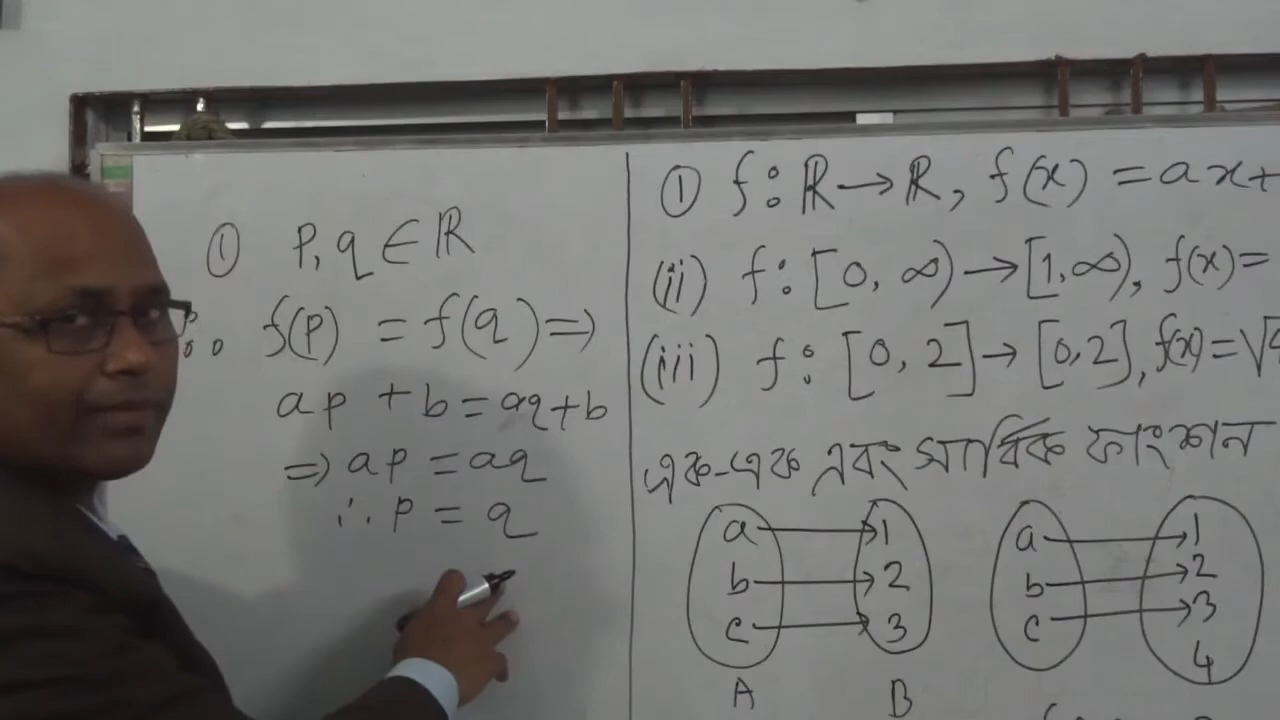 ① p, q ∈ ℝ
∴ f(p) = f(q) ⇒
ap + b = aq + b
⇒ ap = aq
∴ p = q
① f : ℝ → ℝ, f(x) = ax+
(ii) f : [0, ∞) → [1, ∞), f(x) =
(iii) f : [0, 2] → [0, 2], f(x) = √4
এক-এক এবং সার্বিক ফাংশন
a 1
b 2
c 3
A B
a 1
b 2
c 3
4